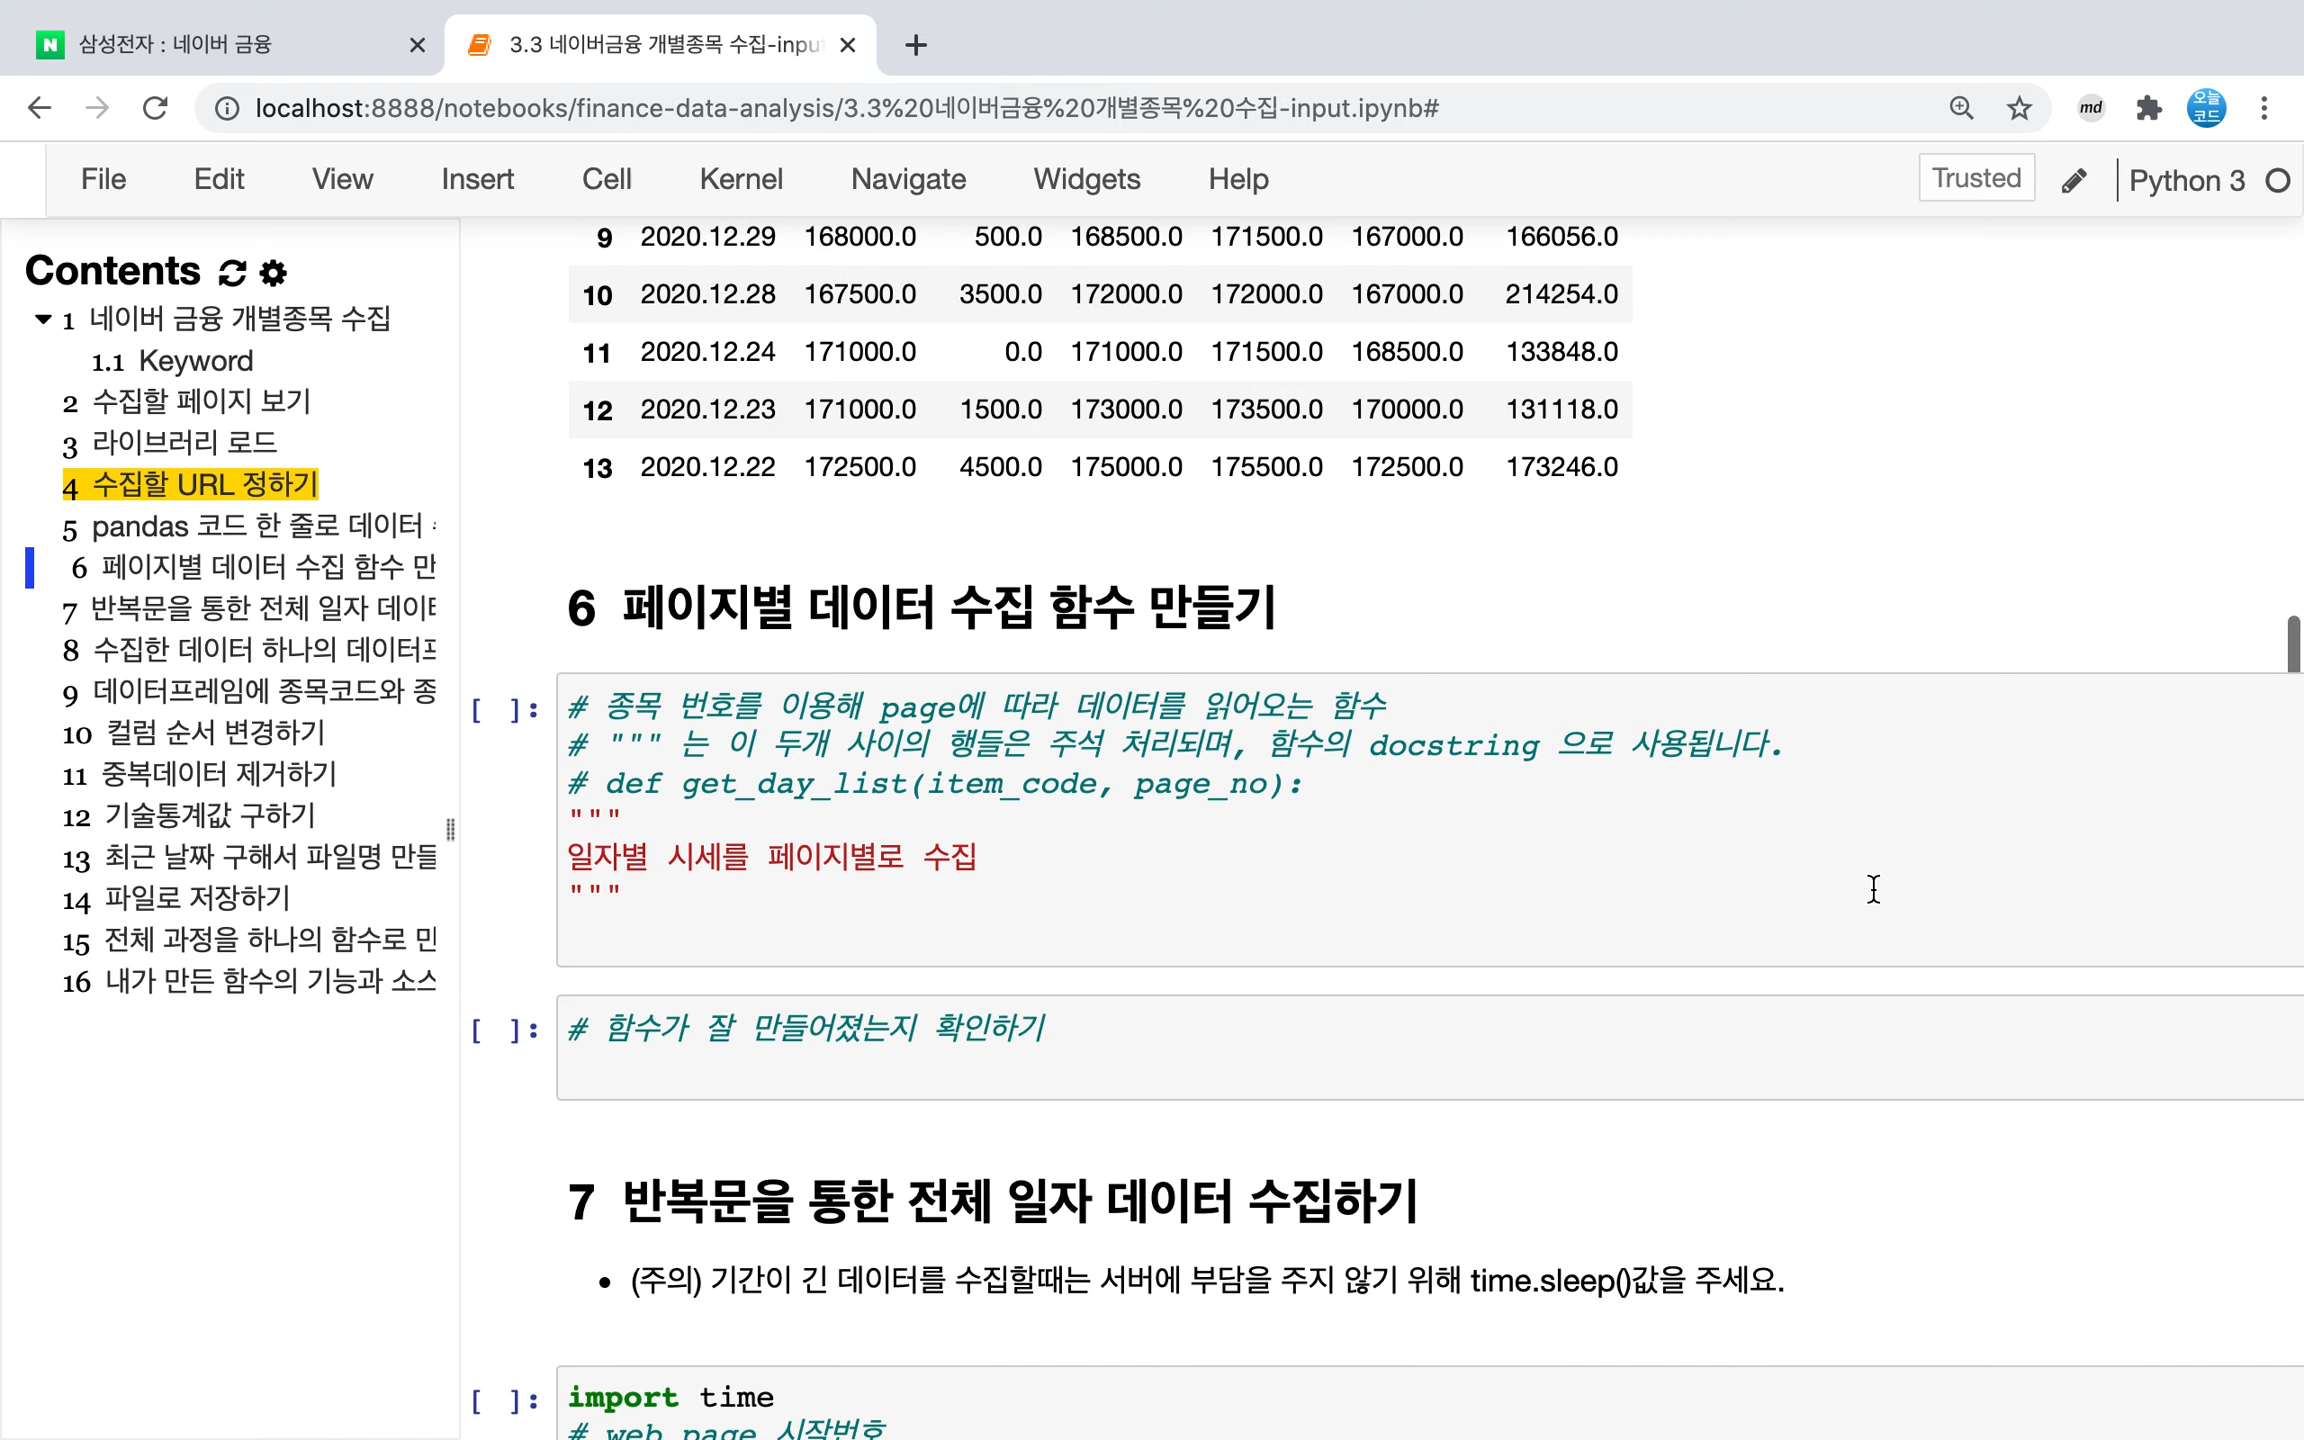 삼성전자 : 네이버 금융
3.3 네이버금융 개별종목 수집-inpu
localhost:8888/notebooks/finance-data-analysis/3.3%20네이버금융%20개별종목%20수집-input.ipynb#
md
오늘
코드
File Edit View Insert Cell Kernel Navigate Widgets Help
Trusted
Python 3
Contents
1 네이버 금융 개별종목 수집
1.1 Keyword
2 수집할 페이지 보기
3 라이브러리 로드
4 수집할 URL 정하기
5 pandas 코드 한 줄로 데이터
6 페이지별 데이터 수집 함수 만
7 반복문을 통한 전체 일자 데이터
8 수집한 데이터 하나의 데이터프
9 데이터프레임에 종목코드와 종
10 컬럼 순서 변경하기
11 중복데이터 제거하기
12 기술통계값 구하기
13 최근 날짜 구해서 파일명 만들
14 파일로 저장하기
15 전체 과정을 하나의 함수로 만
16 내가 만든 함수의 기능과 소스
9 2020.12.29 168000.0 500.0 168500.0 171500.0 167000.0 166056.0
10 2020.12.28 167500.0 3500.0 172000.0 172000.0 167000.0 214254.0
11 2020.12.24 171000.0 0.0 171000.0 171500.0 168500.0 133848.0
12 2020.12.23 171000.0 1500.0 173000.0 173500.0 170000.0 131118.0
13 2020.12.22 172500.0 4500.0 175000.0 175500.0 172500.0 173246.0
6 페이지별 데이터 수집 함수 만들기
[ ]: # 종목 번호를 이용해 page에 따라 데이터를 읽어오는 함수
# """ 는 이 두개 사이의 행들은 주석 처리되며, 함수의 docstring 으로 사용됩니다.
# def get_day_list(item_code, page_no):
"""
일자별 시세를 페이지별로 수집
"""
[ ]: # 함수가 잘 만들어졌는지 확인하기
7 반복문을 통한 전체 일자 데이터 수집하기
• (주의) 기간이 긴 데이터를 수집할때는 서버에 부담을 주지 않기 위해 time.sleep()값을 주세요.
[ ]: import time
# web page 시작번호